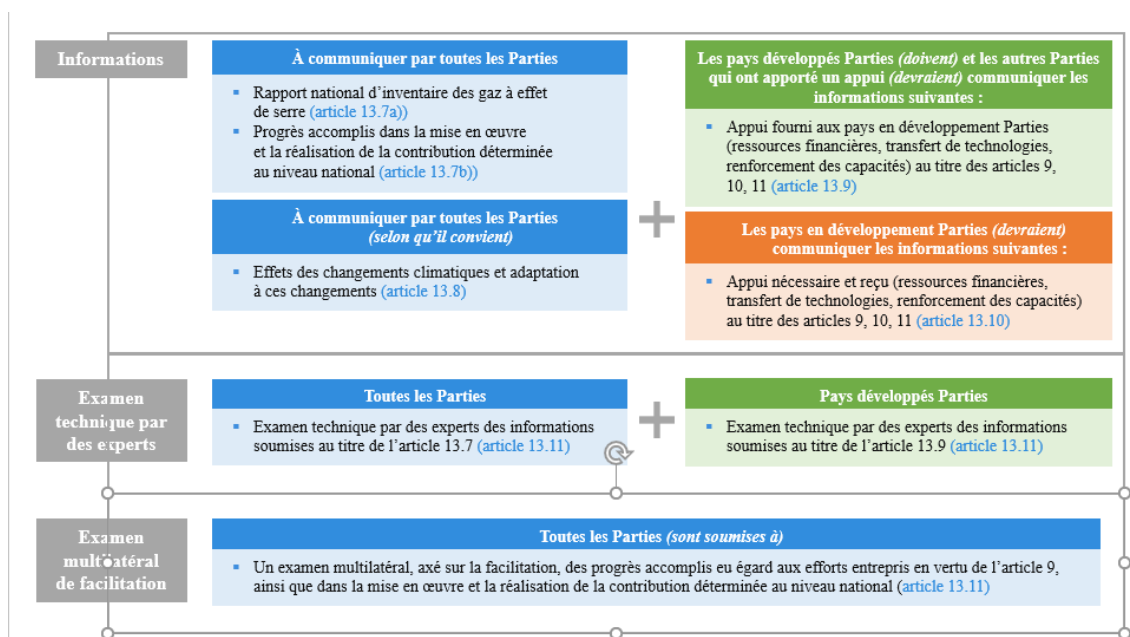 Informations
À communiquer par toutes les Parties
▪ Rapport national d’inventaire des gaz à effet
de serre (article 13.7a))
▪ Progrès accomplis dans la mise en œuvre
et la réalisation de la contribution déterminée
au niveau national (article 13.7b))
À communiquer par toutes les Parties
(selon qu’il convient)
▪ Effets des changements climatiques et adaptation
à ces changements (article 13.8)
+
Les pays développés Parties (doivent) et les autres Parties
qui ont apporté un appui (devraient) communiquer les
informations suivantes :
▪ Appui fourni aux pays en développement Parties
(ressources financières, transfert de technologies,
renforcement des capacités) au titre des articles 9,
10, 11 (article 13.9)
Les pays en développement Parties (devraient)
communiquer les informations suivantes :
▪ Appui nécessaire et reçu (ressources financières,
transfert de technologies, renforcement des capacités)
au titre des articles 9, 10, 11 (article 13.10)
Examen
technique par
des experts
Toutes les Parties
▪ Examen technique par des experts des informations
soumises au titre de l’article 13.7 (article 13.11)
+
Pays développés Parties
▪ Examen technique par des experts des informations
soumises au titre de l’article 13.9 (article 13.11)
Examen
multilatéral
de facilitation
Toutes les Parties (sont soumises à)
▪ Un examen multilatéral, axé sur la facilitation, des progrès accomplis eu égard aux efforts entrepris en vertu de l’article 9,
ainsi que dans la mise en œuvre et la réalisation de la contribution déterminée au niveau national (article 13.11)